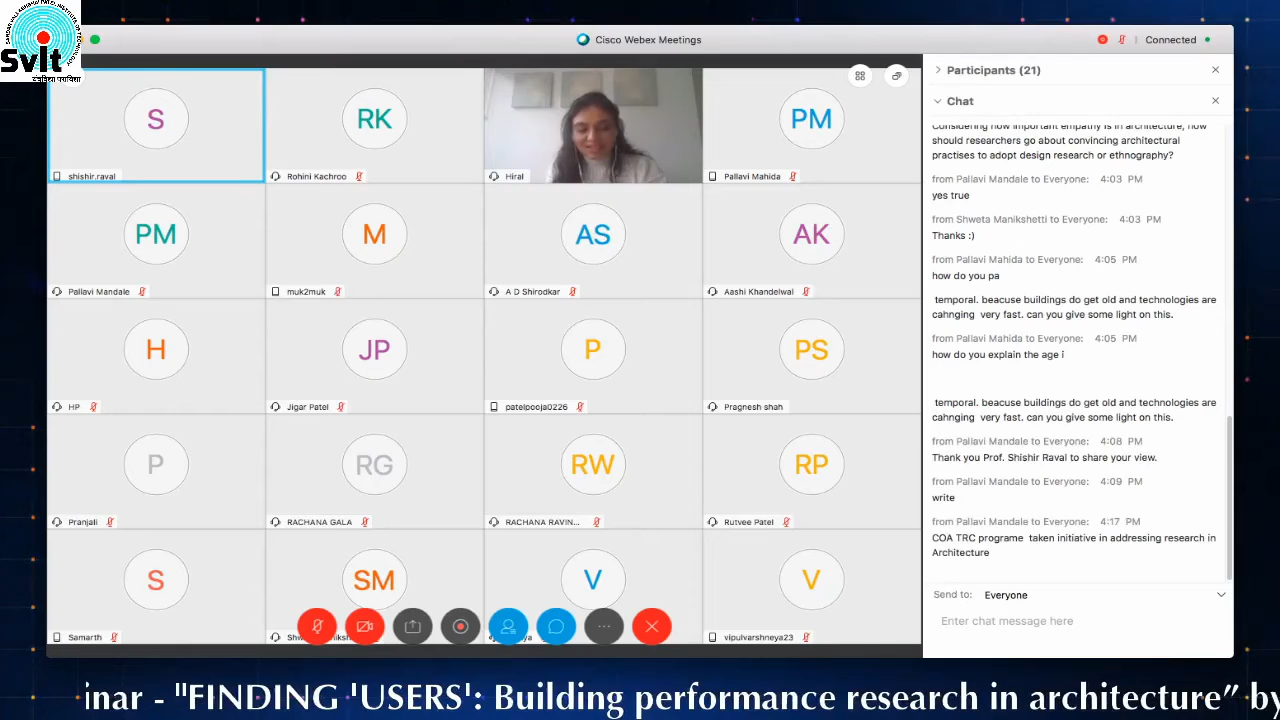 Svit
Cisco Webex Meetings
Connected
S
shishir.raval
RK
Rohini Kachroo
Hiral
PM
Pallavi Mahida
PM
Pallavi Mandale
M
muk2muk
AS
A D Shirodkar
AK
Aashi Khandelwal
H
HP
JP
Jigar Patel
P
patelpooja0226
PS
Pragnesh shah
P
Pranjali
RG
RACHANA GALA
RW
RACHANA RAVIN...
RP
Rutvee Patel
S
Samarth
SM
V
V
vipulvarshneya23
Participants (21)
Chat
Considering how important empathy is in architecture, how
should researchers go about convincing architectural
practises to adopt design research or ethnography?
from Pallavi Mandale to Everyone: 4:03 PM
yes true
from Shweta Manikshetti to Everyone: 4:03 PM
Thanks :)
from Pallavi Mahida to Everyone: 4:05 PM
how do you pa
temporal. beacuse buildings do get old and technologies are
cahnging very fast. can you give some light on this.
from Pallavi Mahida to Everyone: 4:05 PM
how do you explain the age i
temporal. beacuse buildings do get old and technologies are
cahnging very fast. can you give some light on this.
from Pallavi Mandale to Everyone: 4:08 PM
Thank you Prof. Shishir Raval to share your view.
from Pallavi Mandale to Everyone: 4:09 PM
write
from Pallavi Mandale to Everyone: 4:17 PM
COA TRC programe taken initiative in addressing research in
Architecture
Send to: Everyone
Enter chat message here
inar - "FINDING 'USERS': Building performance research in architecture” by